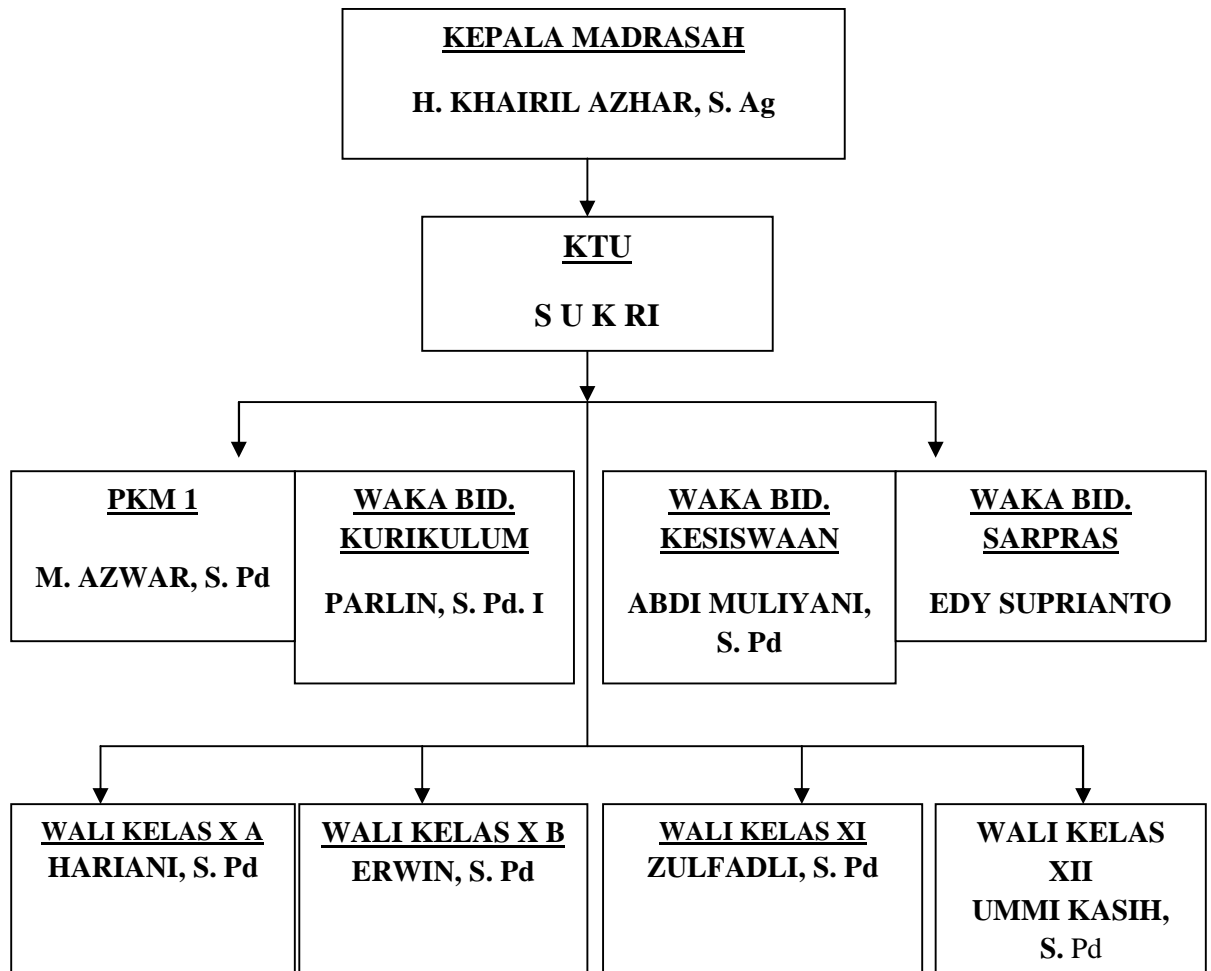 KEPALA MADRASAH
H. KHAIRIL AZHAR, S. Ag
KTU
S U K RI
PKM 1
M. AZWAR, S. Pd
WAKA BID.
KURIKULUM
PARLIN, S. Pd. I
WAKA BID.
KESISWAAN
ABDI MULIYANI,
S. Pd
WAKA BID.
SARPRAS
EDY SUPRIANTO
WALI KELAS X A
HARIANI, S. Pd
WALI KELAS X B
ERWIN, S. Pd
WALI KELAS XI
ZULFADLI, S. Pd
WALI KELAS
XII
UMMI KASIH,
S. Pd